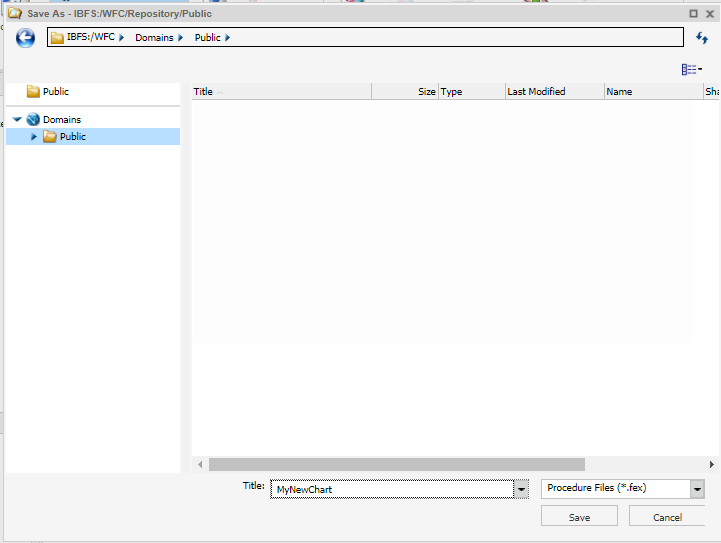 Save As - IBFS:/WFC/Repository/Public
IBFS:/WFC Domains Public
Public
Title Size Type Last Modified Name Sha
Domains
Public
Title: MyNewChart Procedure Files (*.fex)
Save Cancel